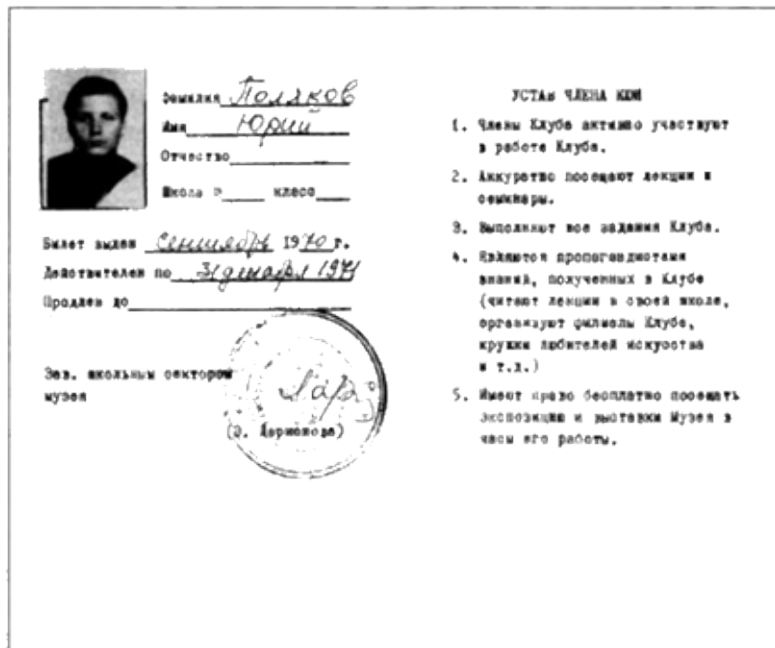 Фамилия Поляков
Имя Юрий
Отчество
Школа № класс
Билет выдан Сентябрь 1970 г.
Действителен по 31 декабря 1971
Продлен до
Зав. школьным сектором
музея
(Э. Ларионова)
УСТАВ ЧЛЕНА КЮИ
1. Члены Клуба активно участвуют
в работе Клуба.
2. Аккуратно посещают лекции и
семинары.
3. Выполняют все задания Клуба.
4. Являются пропагандистами
знаний, полученных в Клубе
(читают лекции в своей школе,
организуют филиалы Клуба,
кружки любителей искусства
и т.д.)
5. Имеют право бесплатно посещать
экспозицию и выставки Музея в
часы его работы.